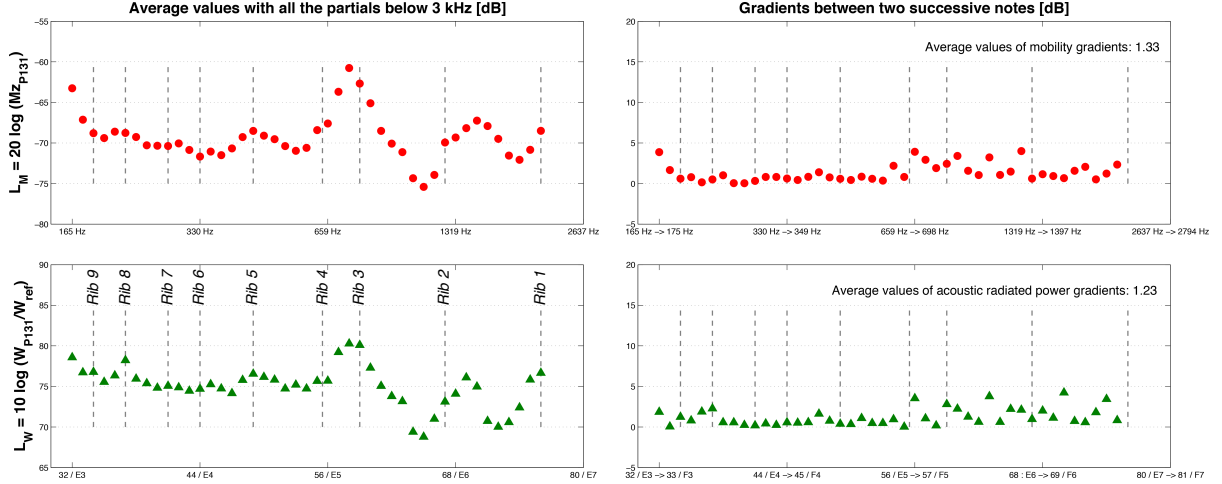 Average values with all the partials below 3 kHz [dB]
L_M = 20 log (Mz_P131)
−55
−60
−65
−70
−75
−80
165 Hz
330 Hz
659 Hz
1319 Hz
2637 Hz
Gradients between two successive notes [dB]
Average values of mobility gradients: 1.33
20
15
10
5
0
−5
165 Hz −> 175 Hz
330 Hz −> 349 Hz
659 Hz −> 698 Hz
1319 Hz −> 1397 Hz
2637 Hz −> 2794 Hz
L_W = 10 log (W_P131/W_ref)
90
85
80
75
70
65
Rib 9
Rib 8
Rib 7
Rib 6
Rib 5
Rib 4
Rib 3
Rib 2
Rib 1
32 / E3
44 / E4
56 / E5
68 / E6
80 / E7
Average values of acoustic radiated power gradients: 1.23
20
15
10
5
0
−5
32 / E3 −> 33 / F3
44 / E4 −> 45 / F4
56 / E5 −> 57 / F5
68 : E6 −> 69 / F6
80 / E7 −> 81 / F7